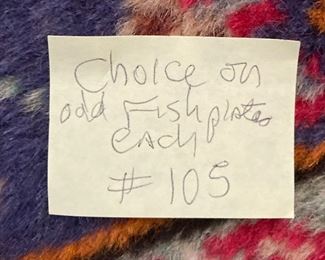 Choice on
odd Fish plates
each
# 105